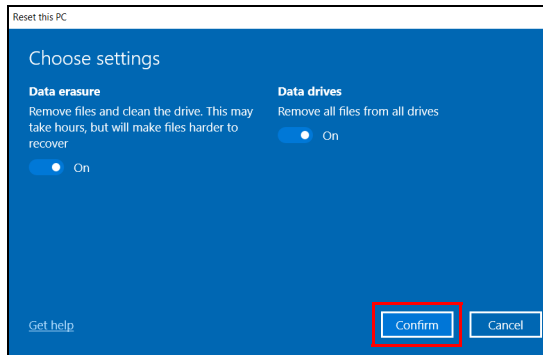 Reset this PC
Choose settings
Data erasure
Remove files and clean the drive. This may
take hours, but will make files harder to
recover
On
Data drives
Remove all files from all drives
On
Get help
Confirm
Cancel